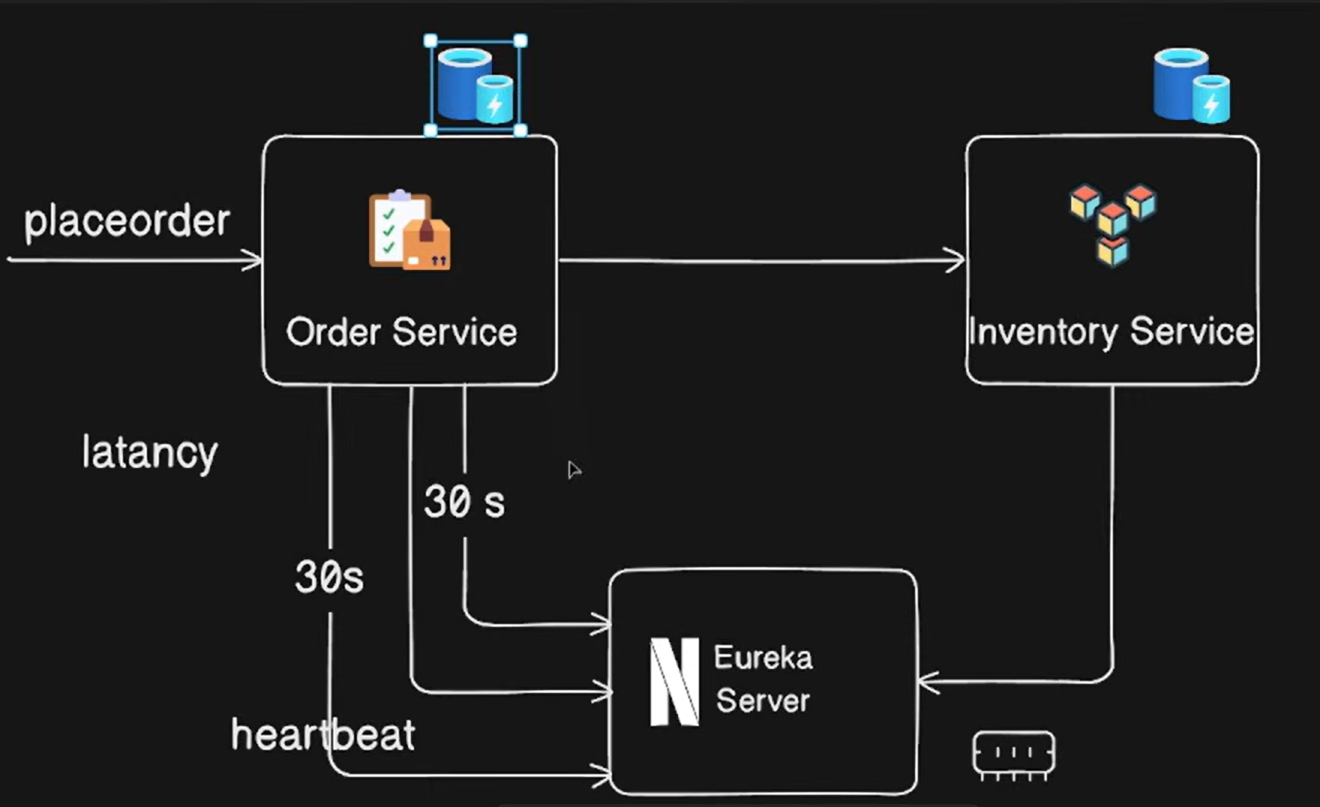 placeorder
Order Service
Inventory Service
latancy
30 s
30s
Eureka
Server
heartbeat